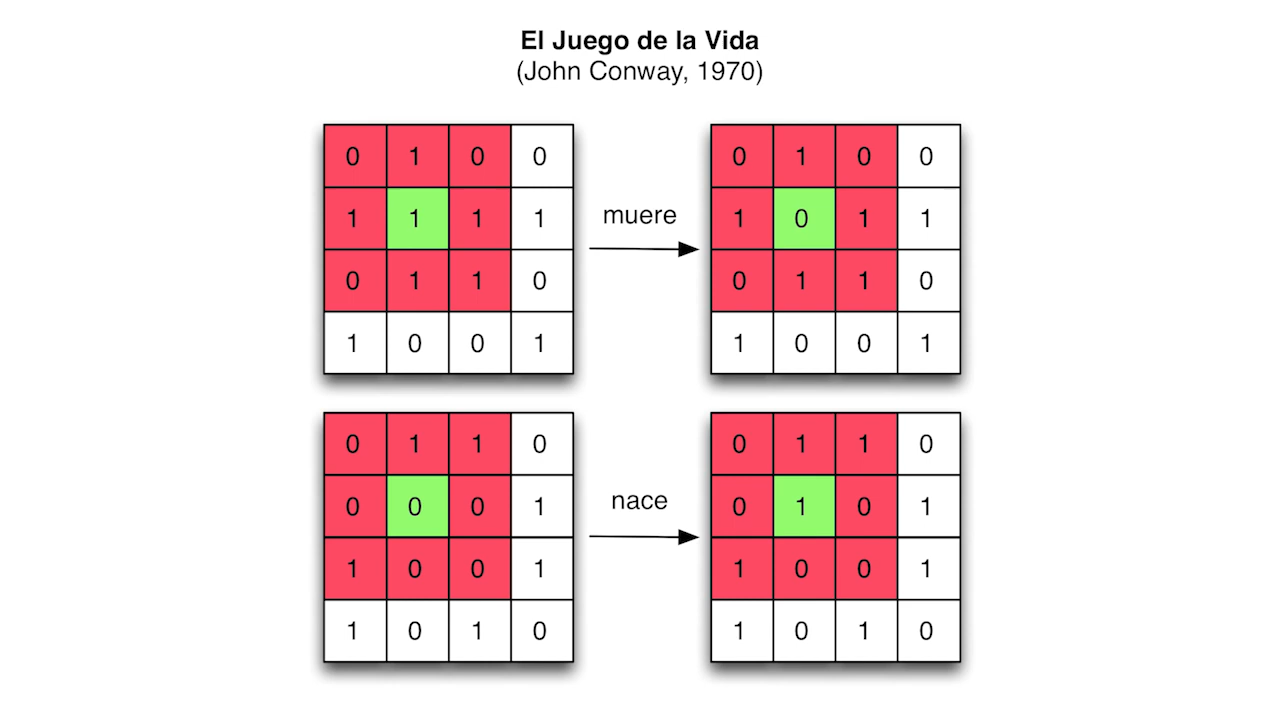 El Juego de la Vida
(John Conway, 1970)
0 1 0 0 0 1 0 0
1 1 1 1 muere 1 0 1 1
0 1 1 0 0 1 1 0
1 0 0 1 1 0 0 1
0 1 1 0 0 1 1 0
0 0 0 1 nace 0 1 0 1
1 0 0 1 1 0 0 1
1 0 1 0 1 0 1 0